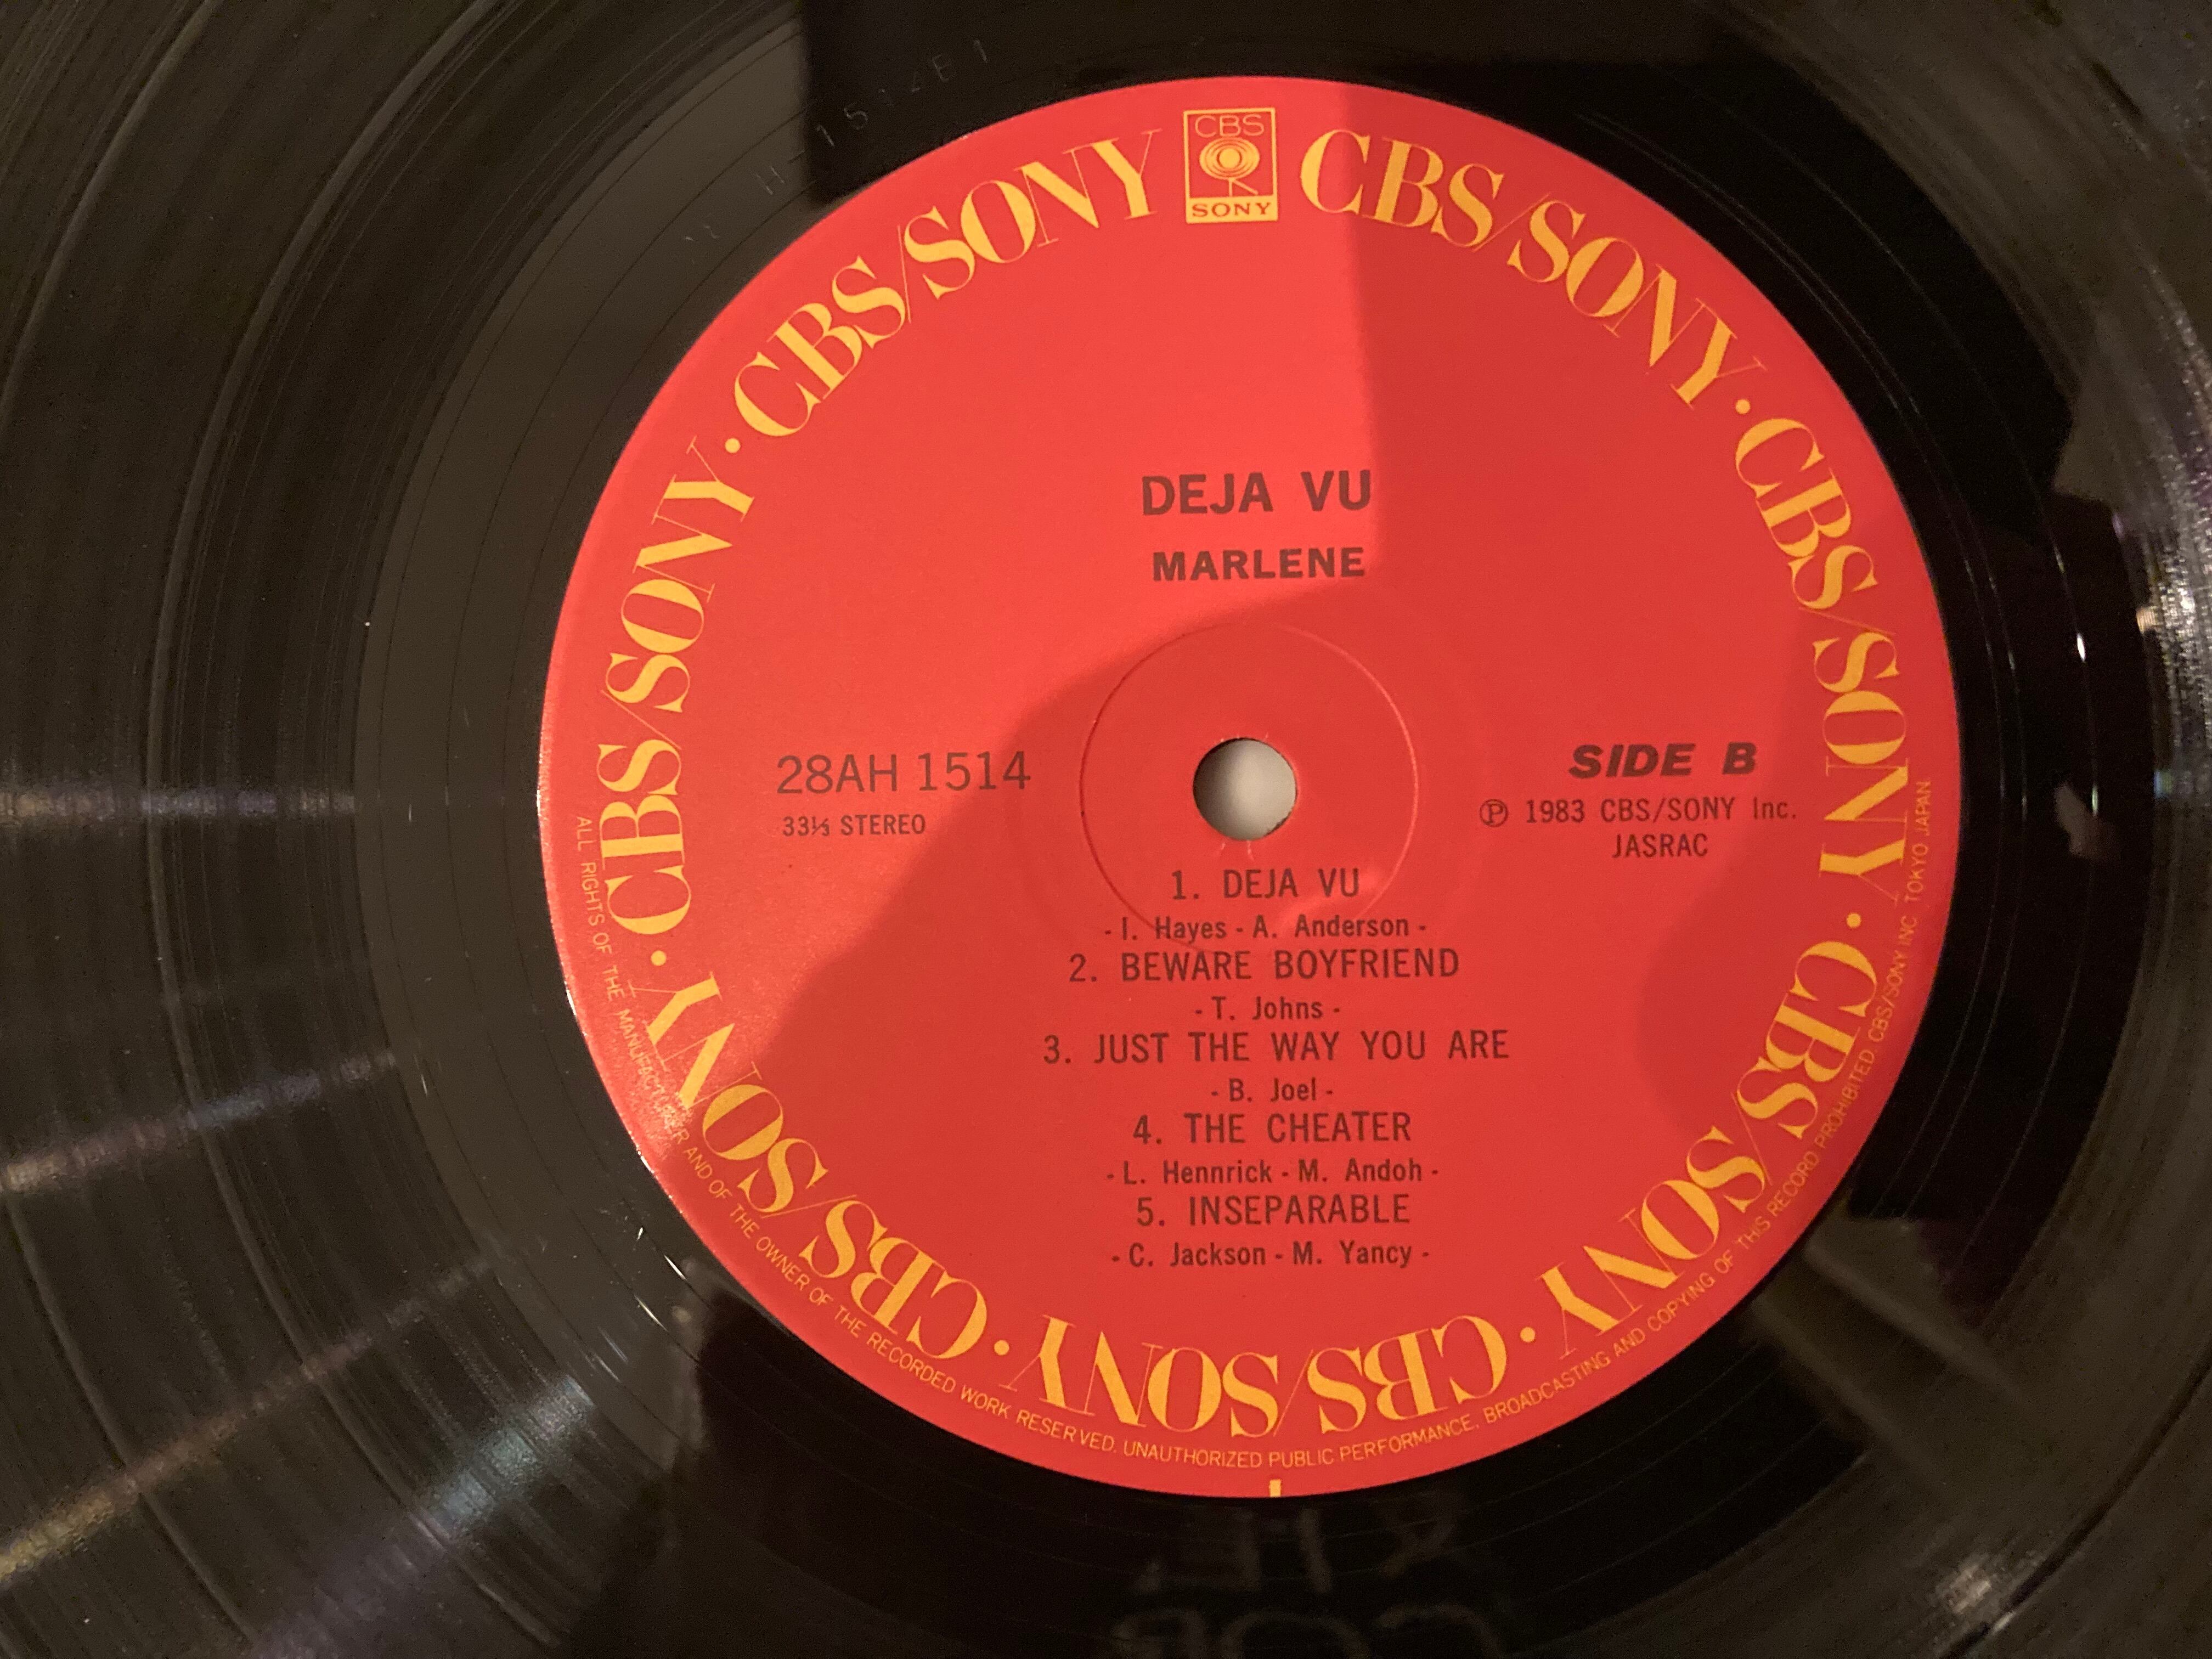 CBS
SONY
CBS/SONY · CBS/SONY · CBS/SONY · CBS/SONY · CBS/SONY · CBS/SONY · CBS/SONY · CBS/SONY
DEJA VU
MARLENE
28AH 1514
33⅓ STEREO
SIDE B
Ⓟ 1983 CBS/SONY Inc.
JASRAC
1. DEJA VU
- I. Hayes - A. Anderson -
2. BEWARE BOYFRIEND
- T. Johns -
3. JUST THE WAY YOU ARE
- B. Joel -
4. THE CHEATER
- L. Hennrick - M. Andoh -
5. INSEPARABLE
- C. Jackson - M. Yancy -
ALL RIGHTS OF THE MANUFACTURER AND OF THE OWNER OF THE RECORDED WORK RESERVED. UNAUTHORIZED PUBLIC PERFORMANCE, BROADCASTING AND COPYING OF THIS RECORD PROHIBITED. CBS/SONY INC TOKYO JAPAN